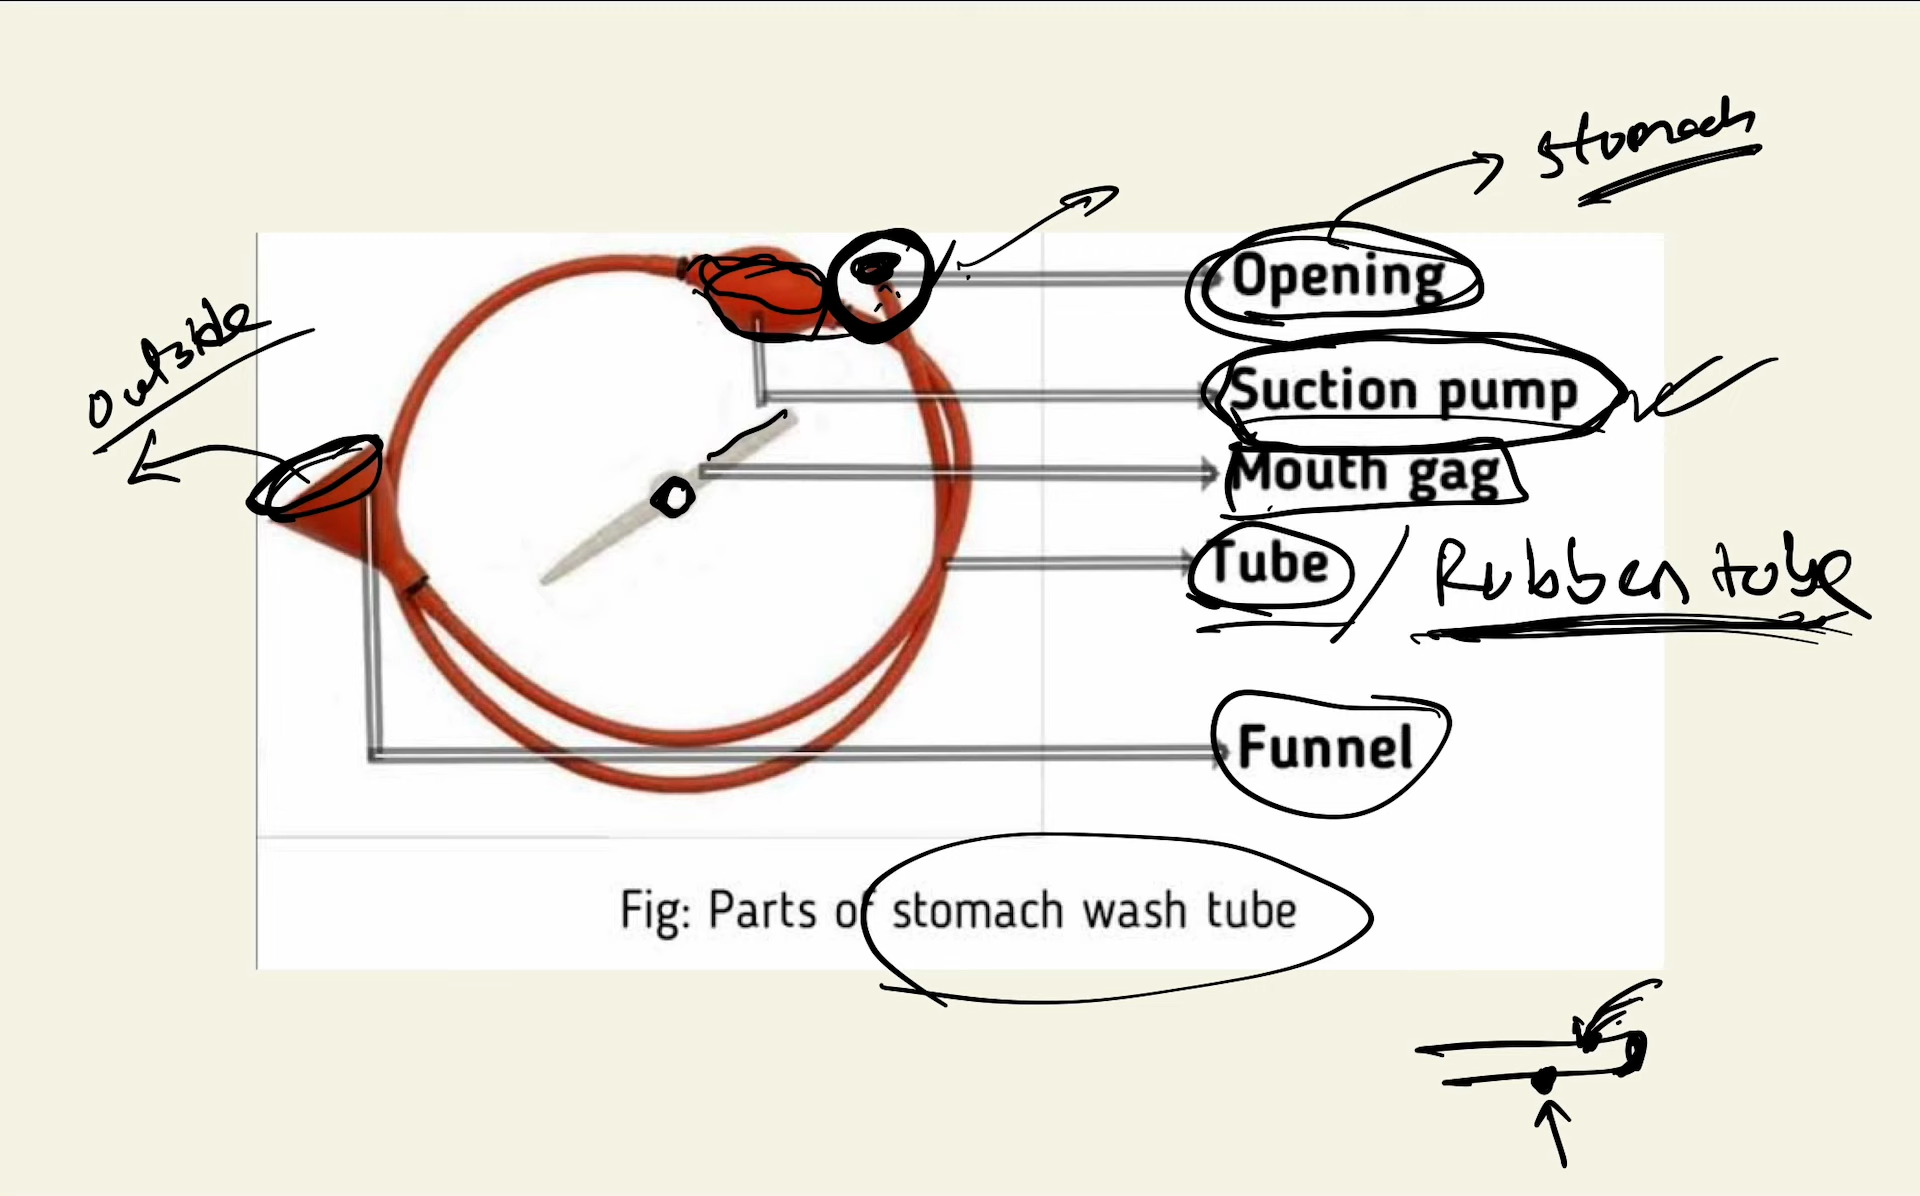 stomach
Opening
outside
Suction pump
Mouth gag
Tube / Rubber tube
Funnel
Fig: Parts of stomach wash tube